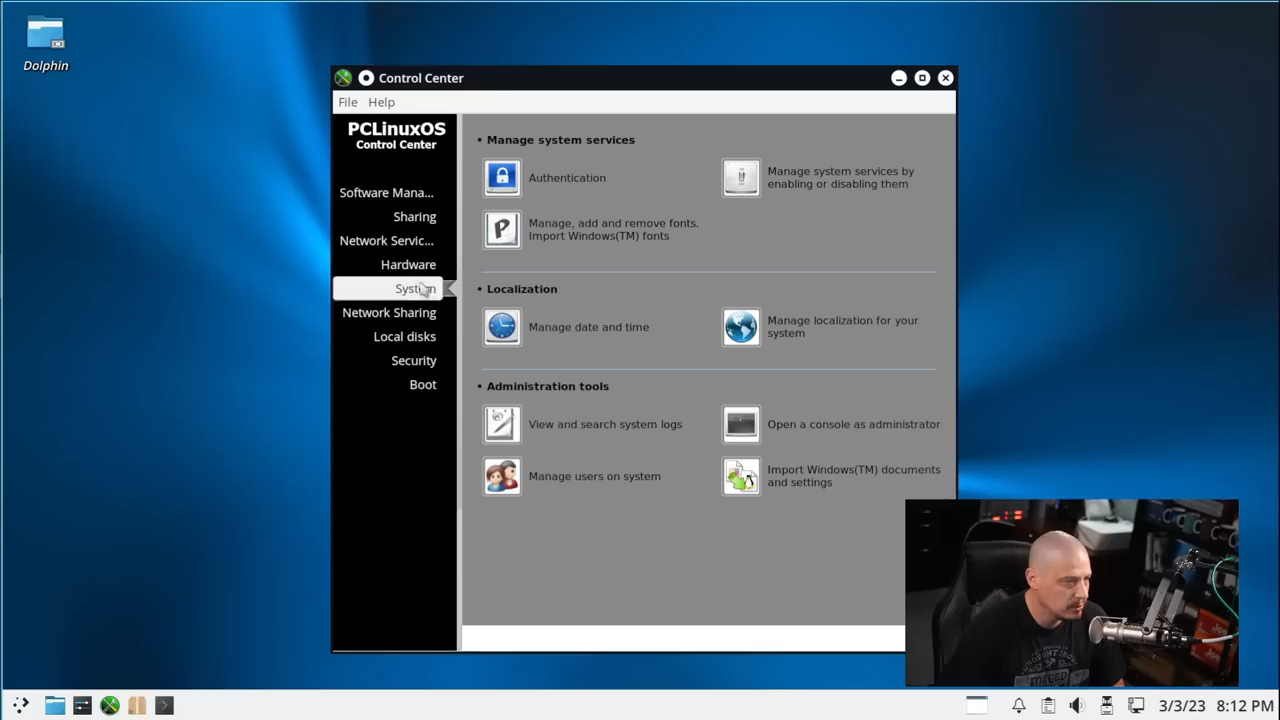 Dolphin
Control Center
File Help
PCLinuxOS
Control Center
Software Mana...
Sharing
Network Servic...
Hardware
System
Network Sharing
Local disks
Security
Boot
• Manage system services
Authentication
Manage system services by
enabling or disabling them
Manage, add and remove fonts.
Import Windows(TM) fonts
• Localization
Manage date and time
Manage localization for your
system
• Administration tools
View and search system logs
Open a console as administrator
Manage users on system
Import Windows(TM) documents
and settings
3/3/23 8:12 PM